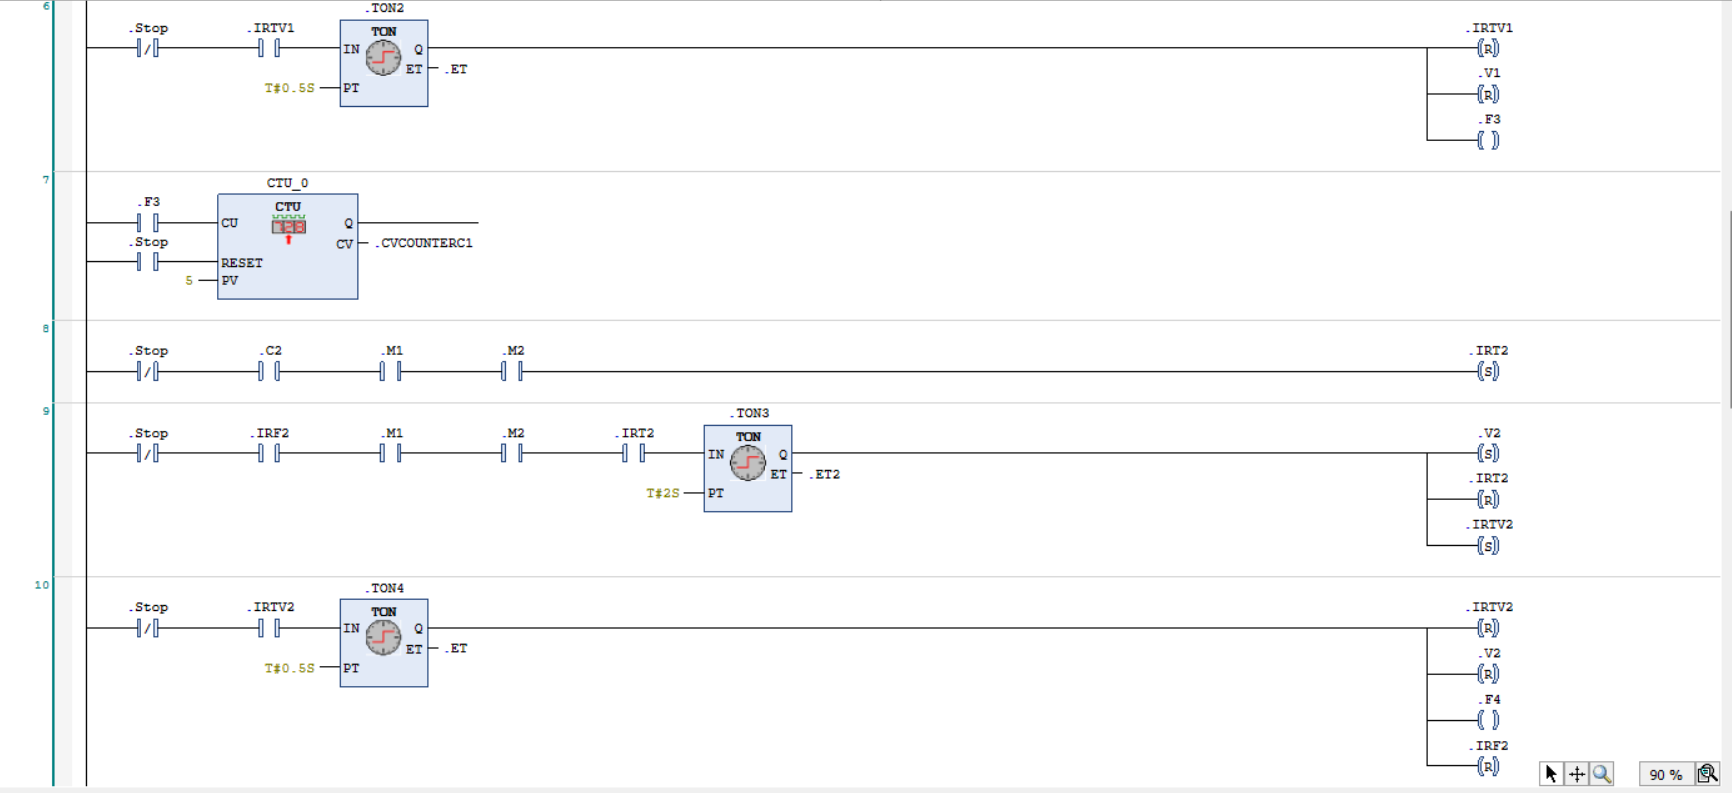 6
.TON2
.Stop .IRTV1 TON .IRTV1
IN Q R
ET .ET
.V1
T#0.5S PT R
.F3
7
CTU_0
.F3 CTU
CU Q
.Stop CV .CVCOUNTERC1
RESET
5 PV
8
.Stop .C2 .M1 .M2 .IRT2
S
9
.TON3
.Stop .IRF2 .M1 .M2 .IRT2 TON .V2
IN Q S
ET .ET2
.IRT2
T#2S PT R
.IRTV2
S
10
.TON4
.Stop .IRTV2 TON .IRTV2
IN Q R
ET .ET
.V2
T#0.5S PT R
.F4
.IRF2
R
90 %